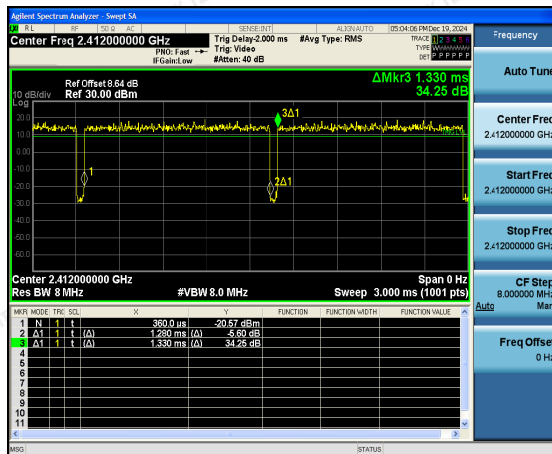 Agilent Spectrum Analyzer - Swept SA
R L RF 50 Ω AC SENSE:INT ALIGN AUTO 05:04:06 PM Dec 19, 2024
Center Freq 2.412000000 GHz Trig Delay-2.000 ms #Avg Type: RMS TRACE 1 2 3 4 5 6
PNO: Fast Trig: Video TYPE WWWWWW
IFGain:Low #Atten: 40 dB DET P P P P P P
Frequency
Auto Tune
ΔMkr3 1.330 ms
34.25 dB
Ref Offset 8.64 dB
10 dB/div Ref 30.00 dBm
Log
20.0
10.0
0.00
-10.0
-20.0
-30.0
-40.0
-50.0
-60.0
3Δ1
1
2Δ1
Center Freq
2.412000000 GHz
Start Freq
2.412000000 GHz
Stop Freq
2.412000000 GHz
CF Step
8.000000 MHz
Auto Man
Freq Offset
0 Hz
Center 2.412000000 GHz Span 0 Hz
Res BW 8 MHz #VBW 8.0 MHz Sweep 3.000 ms (1001 pts)
MKR MODE TRC SCL X Y FUNCTION FUNCTION WIDTH FUNCTION VALUE
1 N 1 t 360.0 µs -20.57 dBm
2 Δ1 1 t (Δ) 1.280 ms (Δ) -5.60 dB
3 Δ1 1 t (Δ) 1.330 ms (Δ) 34.25 dB
4
5
6
7
8
9
10
11
MSG STATUS